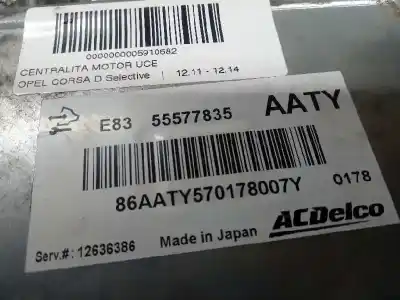 0000000005910682
CENTRALITA MOTOR UCE
OPEL CORSA D Selective | 12.11 - 12.14
E83 55577835 AATY
86AATY570178007Y 0178
Serv.#: 12636386 Made in Japan ACDelco